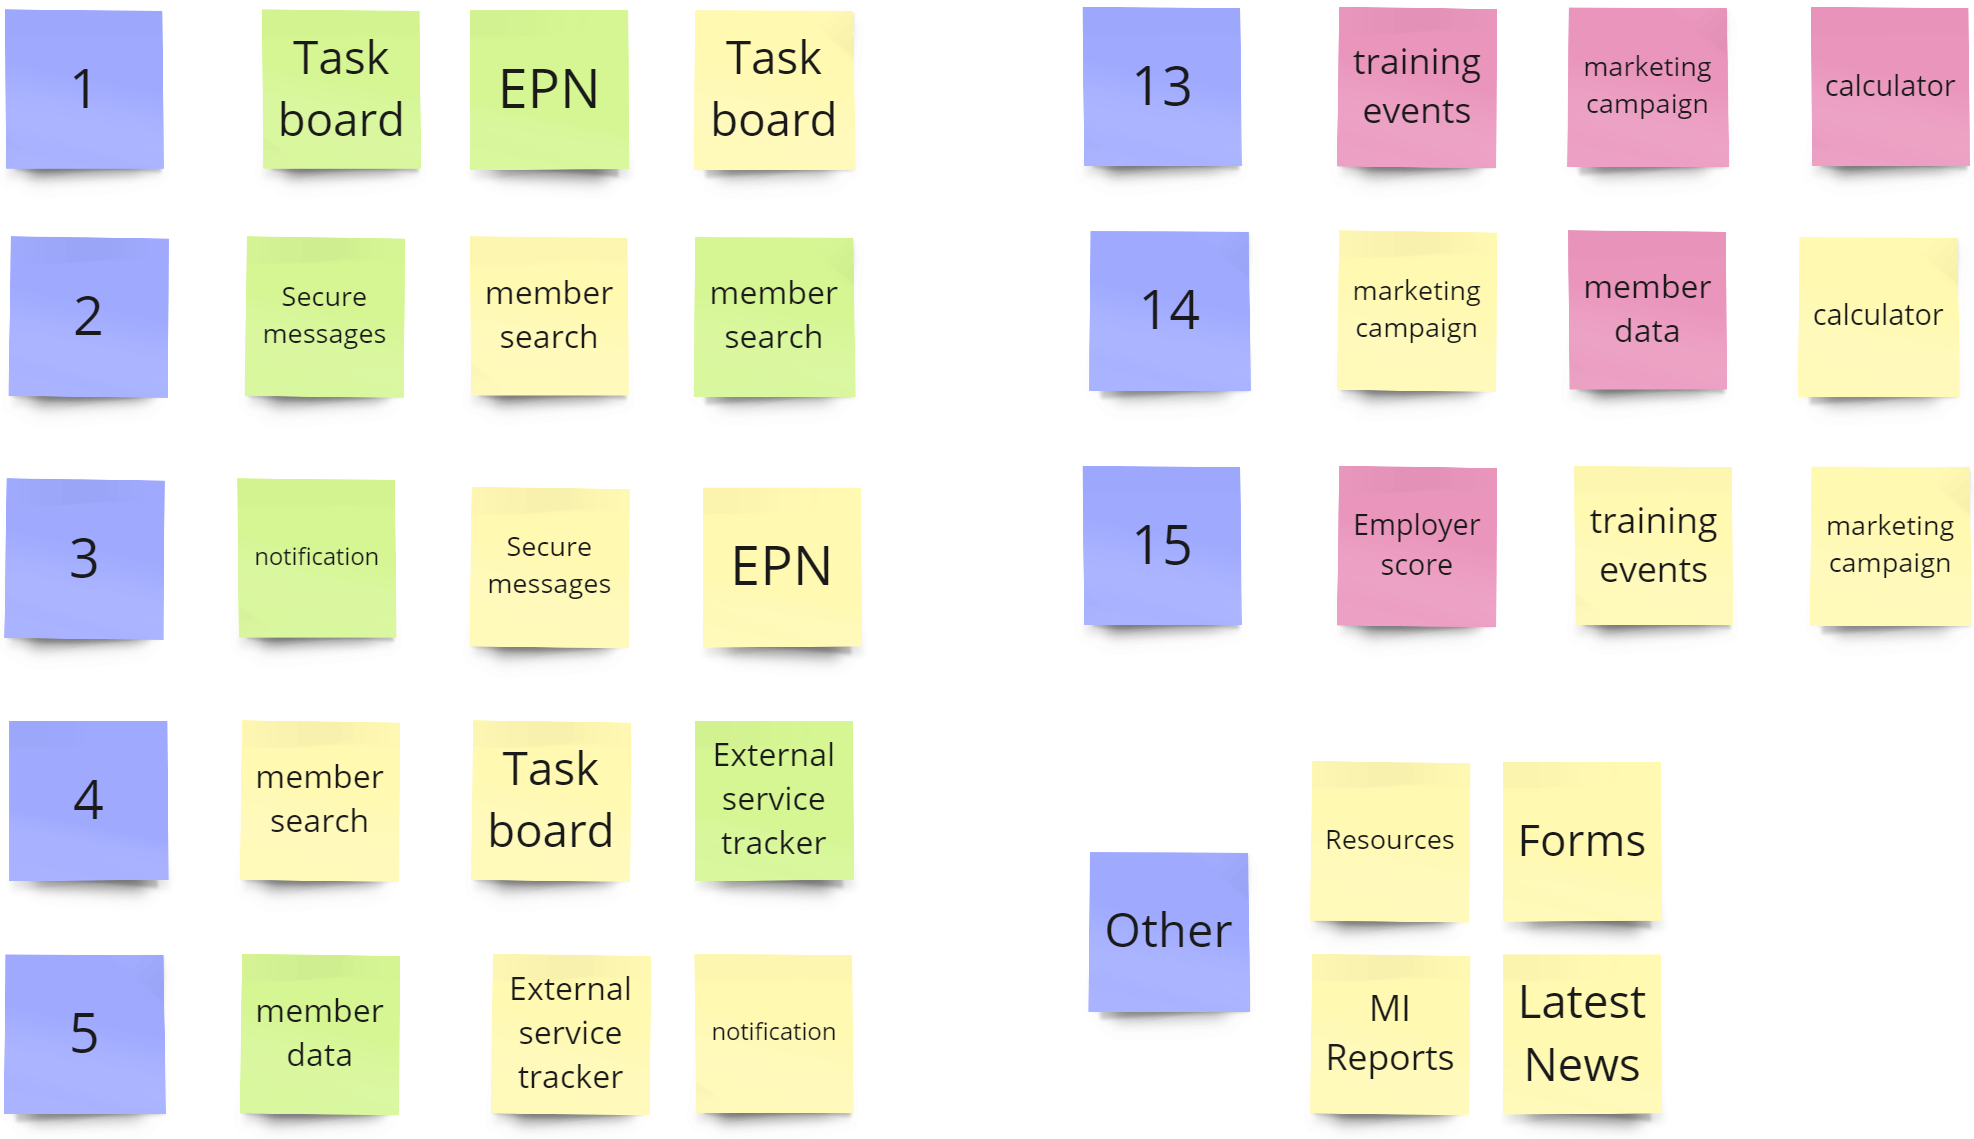 1
Task
board
EPN
Task
board
2
Secure
messages
member
search
member
search
3
notification
Secure
messages
EPN
4
member
search
Task
board
External
service
tracker
5
member
data
External
service
tracker
notification
13
training
events
marketing
campaign
calculator
14
marketing
campaign
member
data
calculator
15
Employer
score
training
events
marketing
campaign
Other
Resources
Forms
MI
Reports
Latest
News